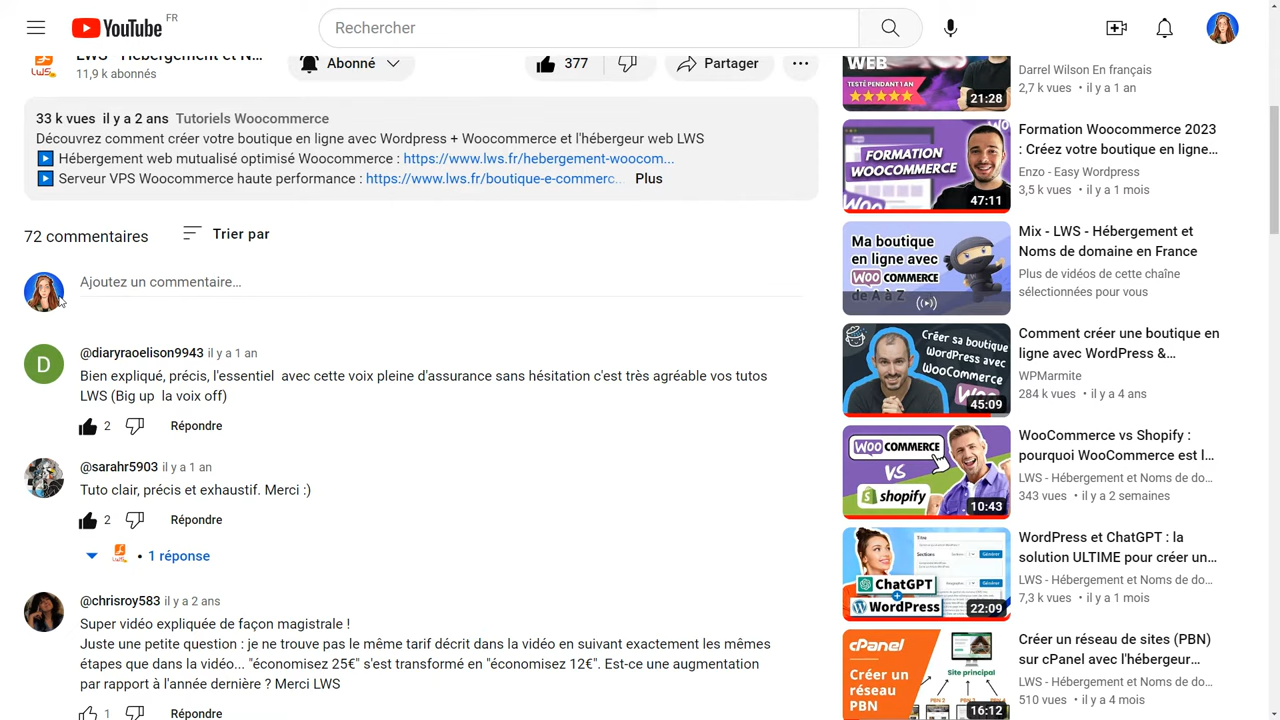 YouTube FR
Rechercher
LWS - Hébergement et N...
11,9 k abonnés
Abonné
377
Partager
33 k vues il y a 2 ans Tutoriels Woocommerce
Découvrez comment créer votre boutique en ligne avec Wordpress + Woocommerce et l'hébergeur web LWS
Hébergement web mutualisé optimisé Woocommerce : https://www.lws.fr/hebergement-woocom...
Serveur VPS Woocommerce haute performance : https://www.lws.fr/boutique-e-commerc... Plus
72 commentaires
Trier par
Ajoutez un commentaire...
@diaryraoelison9943 il y a 1 an
Bien expliqué, précis, l'essentiel avec cette voix pleine d'assurance sans hésitation c'est très agréable vos tutos
LWS (Big up la voix off)
2 Répondre
@sarahr5903 il y a 1 an
Tuto clair, précis et exhaustif. Merci :)
2 Répondre
• 1 réponse
@chrisroy583 il y a 2 ans
Super vidéo expliquée de façon magistrale !
Juste une petite question : je ne trouve pas le même tarif décrit dans la vidéo en suivant exactement les mêmes
étapes que dans la vidéo... "économisez 25€" s'est transformé en "économisez 12€". Est-ce une augmentation
par rapport à l'année dernière ? Merci LWS
1 Répondre
WEB
TESTÉ PENDANT 1 AN
21:28
Darrel Wilson En français
2,7 k vues • il y a 1 an
FORMATION
WOOCOMMERCE
47:11
Formation Woocommerce 2023
: Créez votre boutique en ligne...
Enzo - Easy Wordpress
3,5 k vues • il y a 1 mois
Ma boutique
en ligne avec
WOO COMMERCE
de A à Z
Mix - LWS - Hébergement et
Noms de domaine en France
Plus de vidéos de cette chaîne
sélectionnées pour vous
Créer sa boutique
WordPress avec
WooCommerce
45:09
Comment créer une boutique en
ligne avec WordPress &...
WPMarmite
284 k vues • il y a 4 ans
WOO COMMERCE
VS
shopify
10:43
WooCommerce vs Shopify :
pourquoi WooCommerce est l...
LWS - Hébergement et Noms de do...
343 vues • il y a 2 semaines
ChatGPT
+
WordPress
22:09
WordPress et ChatGPT : la
solution ULTIME pour créer un...
LWS - Hébergement et Noms de do...
7,3 k vues • il y a 1 mois
cPanel
Créer un
réseau
PBN
Site principal
16:12
Créer un réseau de sites (PBN)
sur cPanel avec l'hébergeur...
LWS - Hébergement et Noms de do...
510 vues • il y a 4 mois